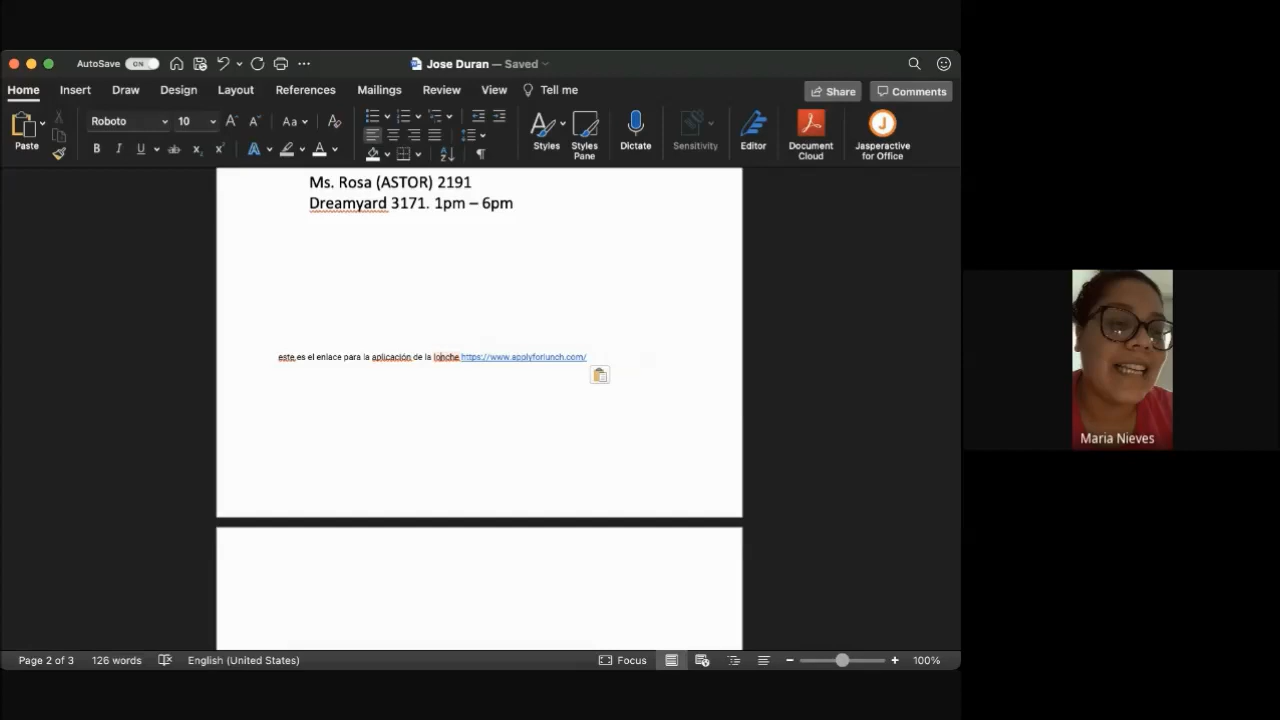 AutoSave ON
Jose Duran — Saved
Home Insert Draw Design Layout References Mailings Review View Tell me
Share Comments
Roboto 10
Paste
Styles
Styles Pane
Dictate
Sensitivity
Editor
Document Cloud
Jasperactive for Office
Ms. Rosa (ASTOR) 2191
Dreamyard 3171. 1pm – 6pm
este es el enlace para la aplicación de la lonche https://www.applyforlunch.com/
Maria Nieves
Page 2 of 3 126 words English (United States) Focus 100%